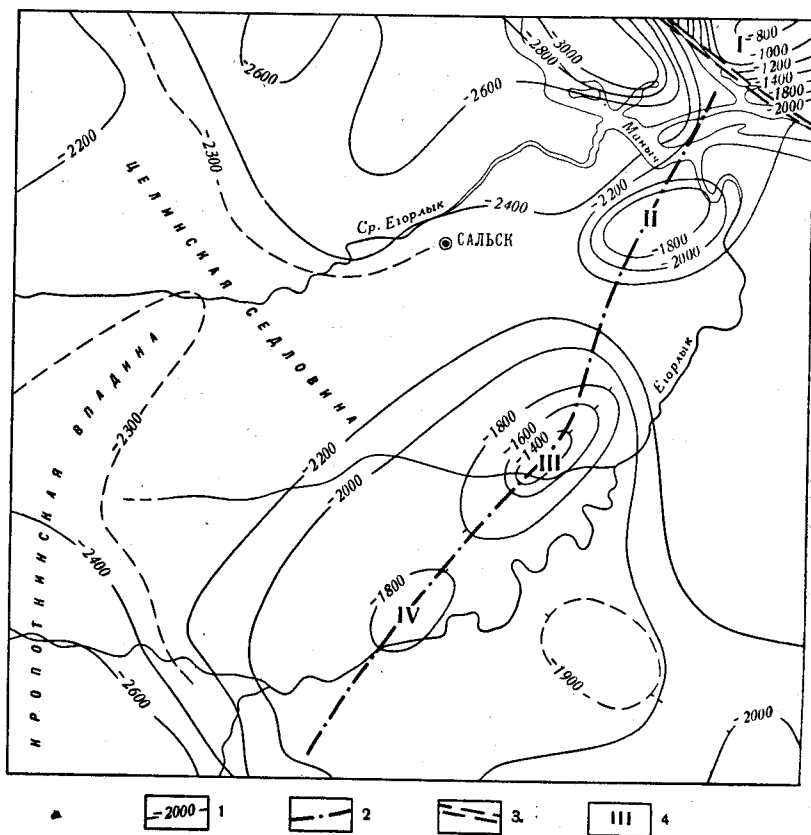 -2600
-2800
-3000
I
-800
-1000
-1200
-1400
-1800
-2000
-2200
-2300
-2600
Маныч
ЦЕЛИНСКАЯ СЕДЛОВИНА
Ср. Егорлык
-2400
-2200
II
САЛЬСК
-1800
-2000
КРОПОТКИНСКАЯ ВПАДИНА
-2300
Егорлык
-2200
-2000
-1800
-1600
-1400
III
-2400
-1800
IV
-1900
-2600
-2000
-2000 1
2
3.
III 4